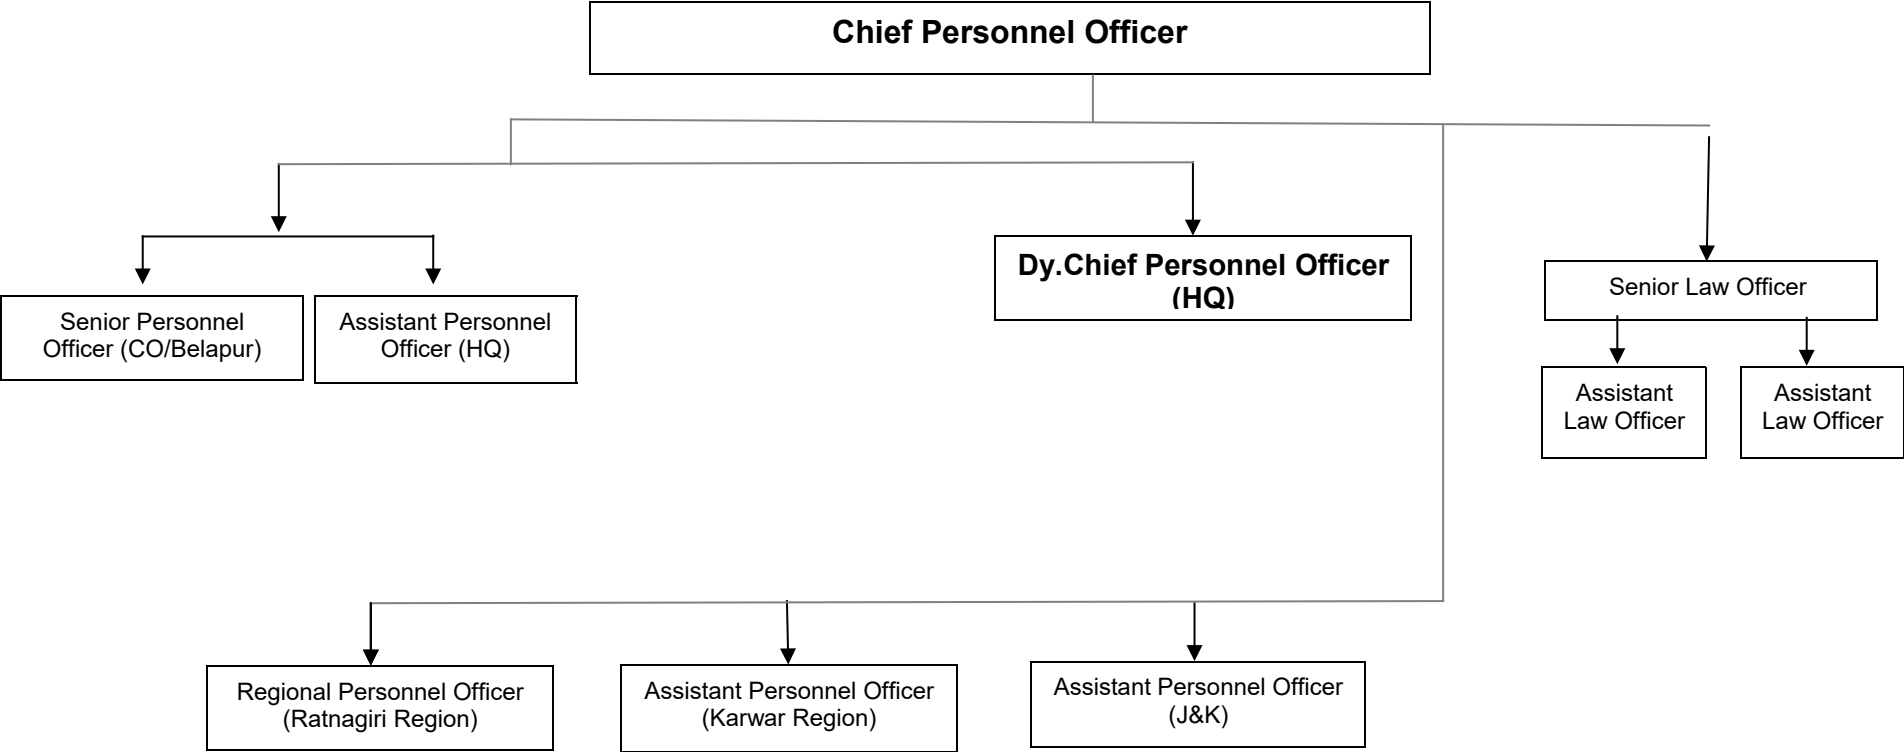 Chief Personnel Officer
Dy.Chief Personnel Officer
(HQ)
Senior Law Officer
Senior Personnel
Officer (CO/Belapur)
Assistant Personnel
Officer (HQ)
Assistant
Law Officer
Assistant
Law Officer
Regional Personnel Officer
(Ratnagiri Region)
Assistant Personnel Officer
(Karwar Region)
Assistant Personnel Officer
(J&K)